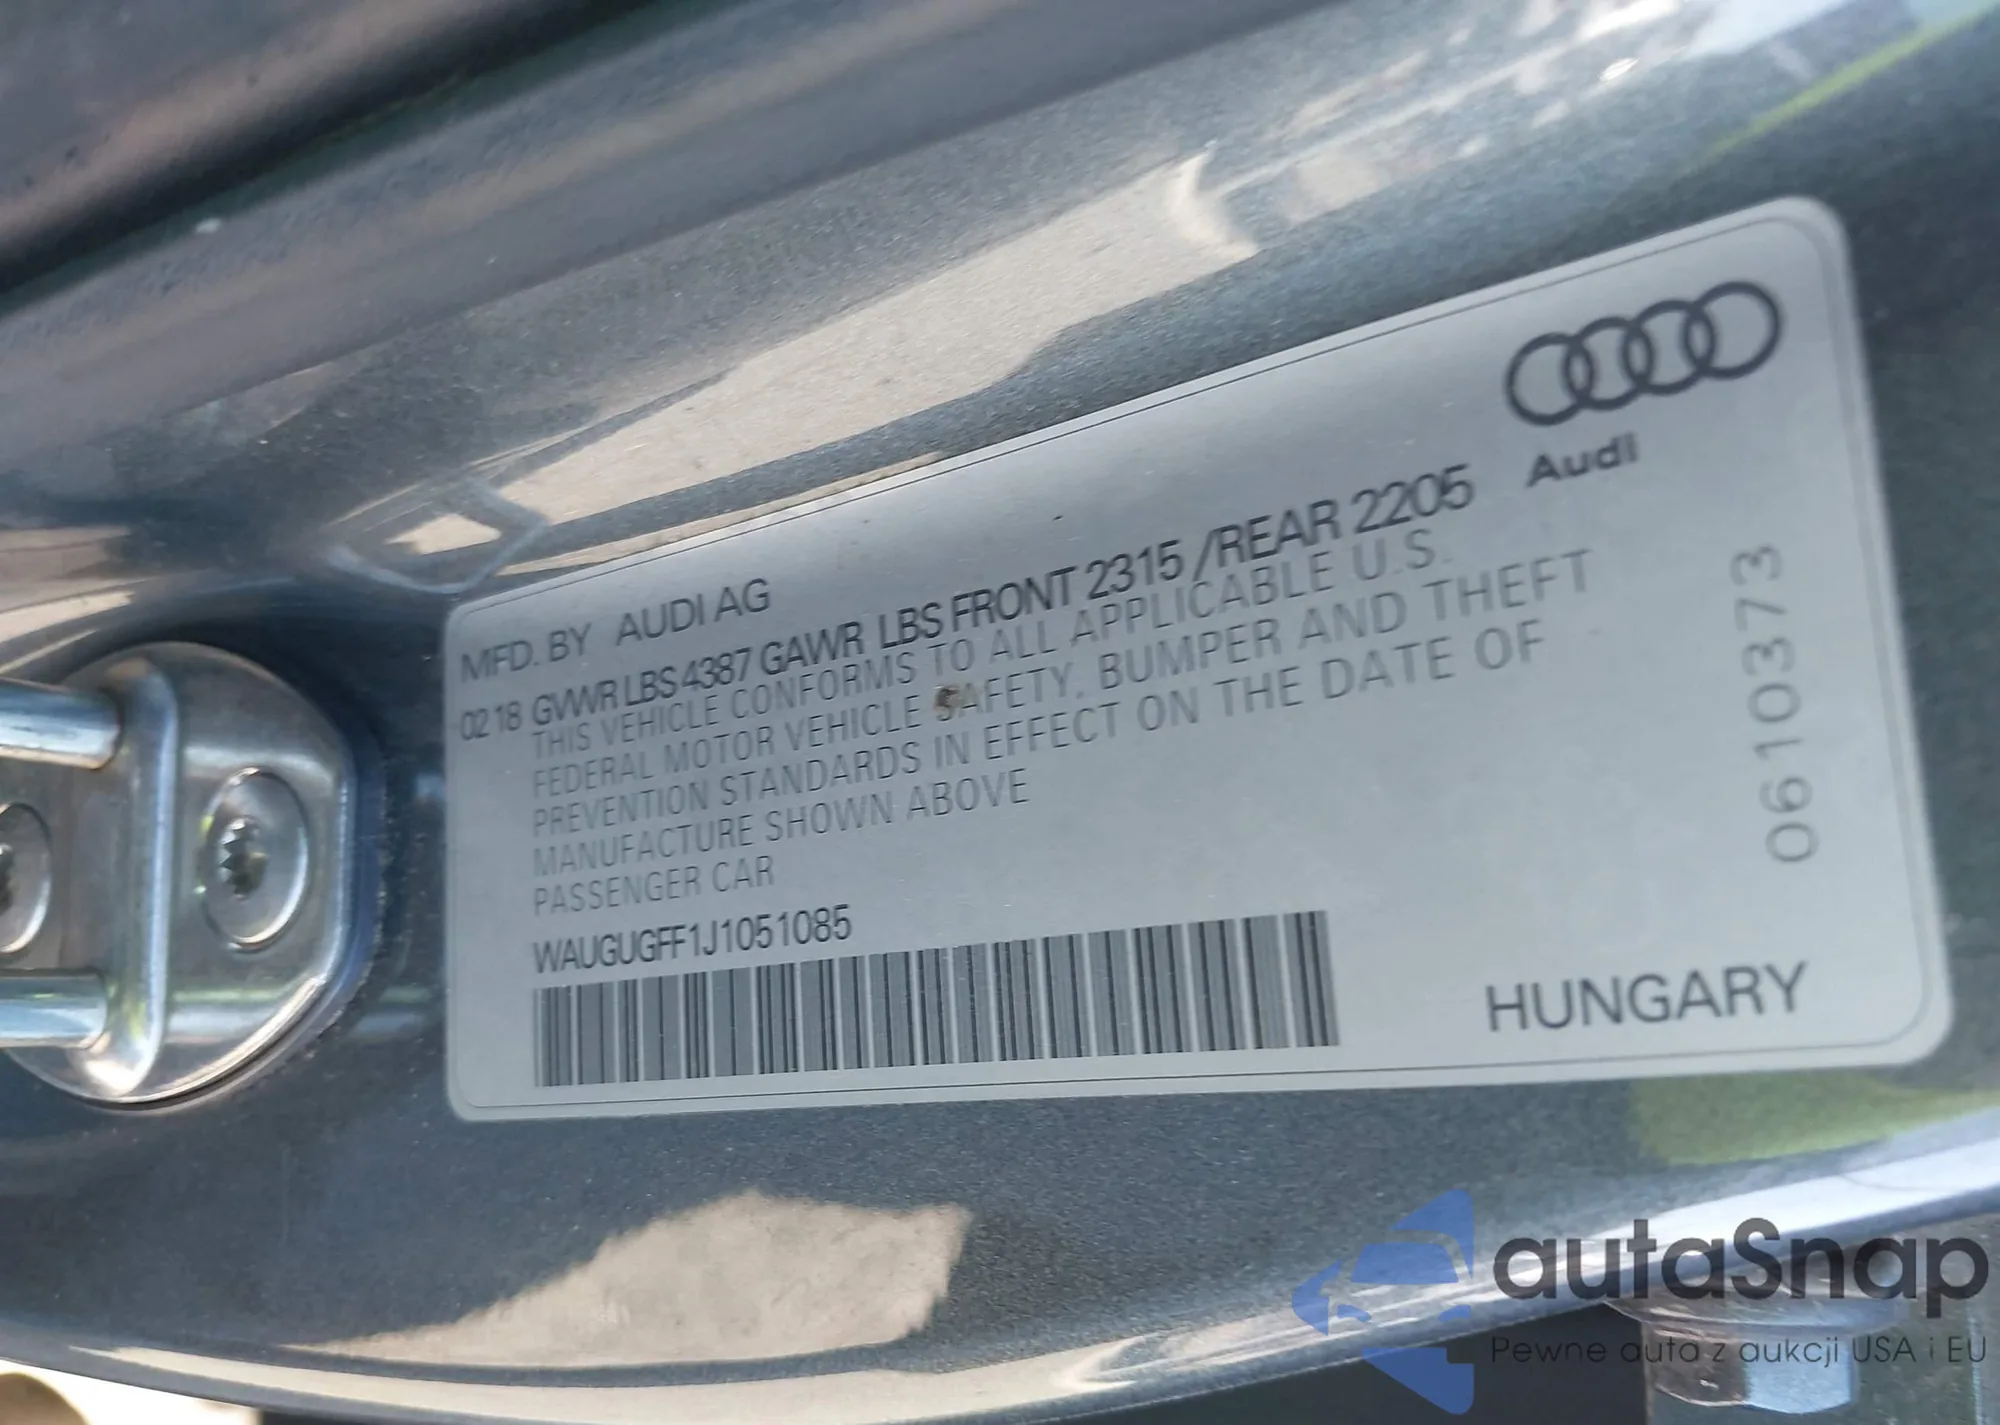 Audi
MFD. BY AUDI AG
02 18 GVWR LBS 4387 GAWR LBS FRONT 2315 /REAR 2205
THIS VEHICLE CONFORMS TO ALL APPLICABLE U.S.
FEDERAL MOTOR VEHICLE SAFETY, BUMPER AND THEFT
PREVENTION STANDARDS IN EFFECT ON THE DATE OF
MANUFACTURE SHOWN ABOVE
PASSENGER CAR
WAUGUGFF1J1051085
HUNGARY
0610373
autaSnap
Pewne auta z aukcji USA i EU